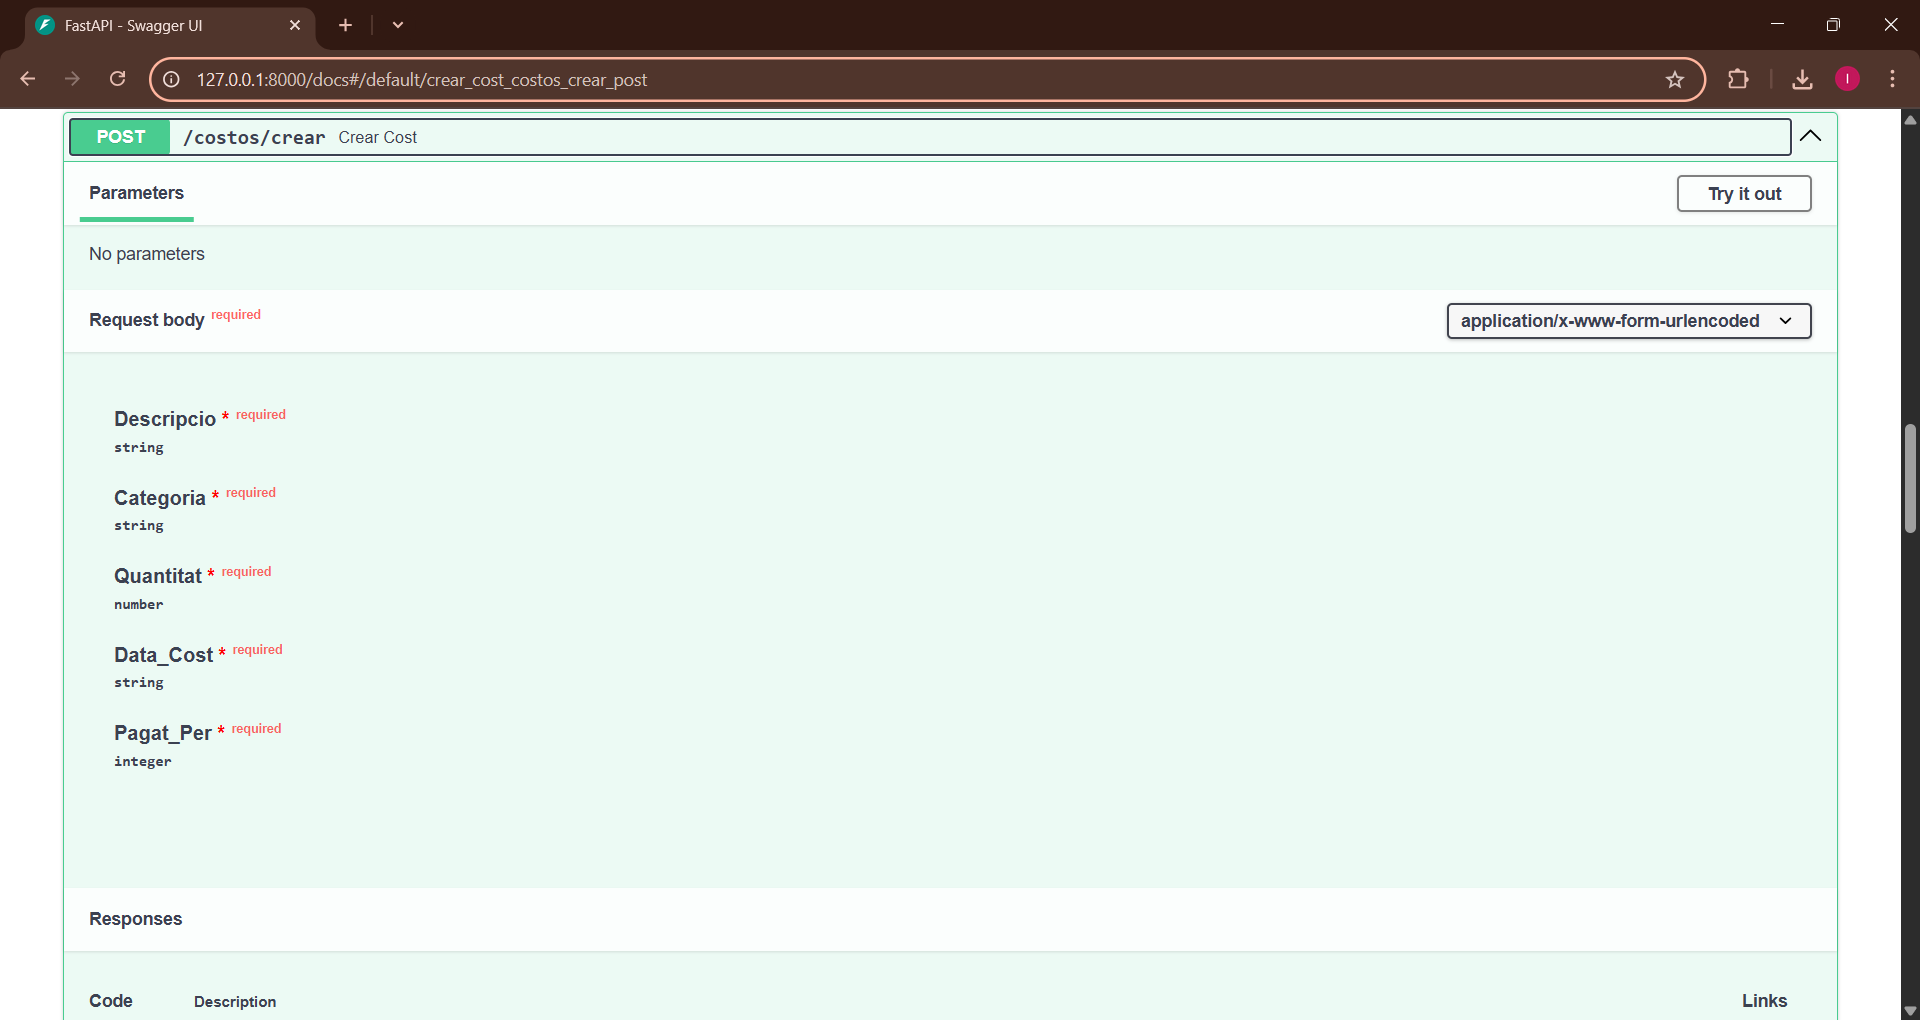 FastAPI - Swagger UI
127.0.0.1:8000/docs#/default/crear_cost_costos_crear_post
I
POST /costos/crear Crear Cost
Parameters
Try it out
No parameters
Request body required
application/x-www-form-urlencoded
Descripcio * required
string
Categoria * required
string
Quantitat * required
number
Data_Cost * required
string
Pagat_Per * required
integer
Responses
Code Description Links